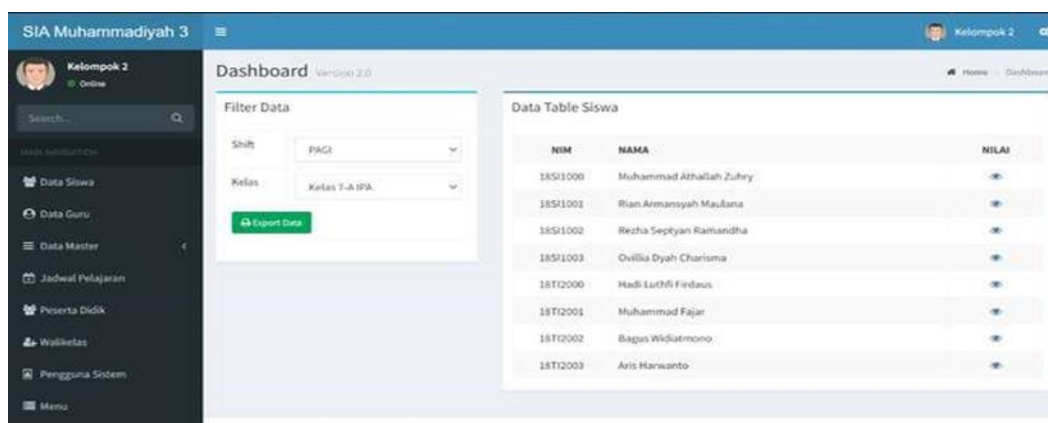 SIA Muhammadiyah 3
Kelompok 2
Kelompok 2
Online
Search...
MAIN NAVIGATION
Data Siswa
Data Guru
Data Master
Jadwal Pelajaran
Peserta Didik
Walikelas
Pengguna Sistem
Menu
Dashboard Version 2.0
Home > Dashboar
Filter Data
Shift PAGI
Kelas Kelas 7-A IPA
Export Data
Data Table Siswa
NIM NAMA NILAI
18SI1000 Muhammad Athallah Zuhry
18SI1001 Rian Armansyah Maulana
18SI1002 Rezha Septyan Ramandha
18SI1003 Ovillia Dyah Charisma
18TI2000 Hadi Luthfi Firdaus
18TI2001 Muhammad Fajar
18TI2002 Bagus Widiatmono
18TI2003 Aris Harwanto